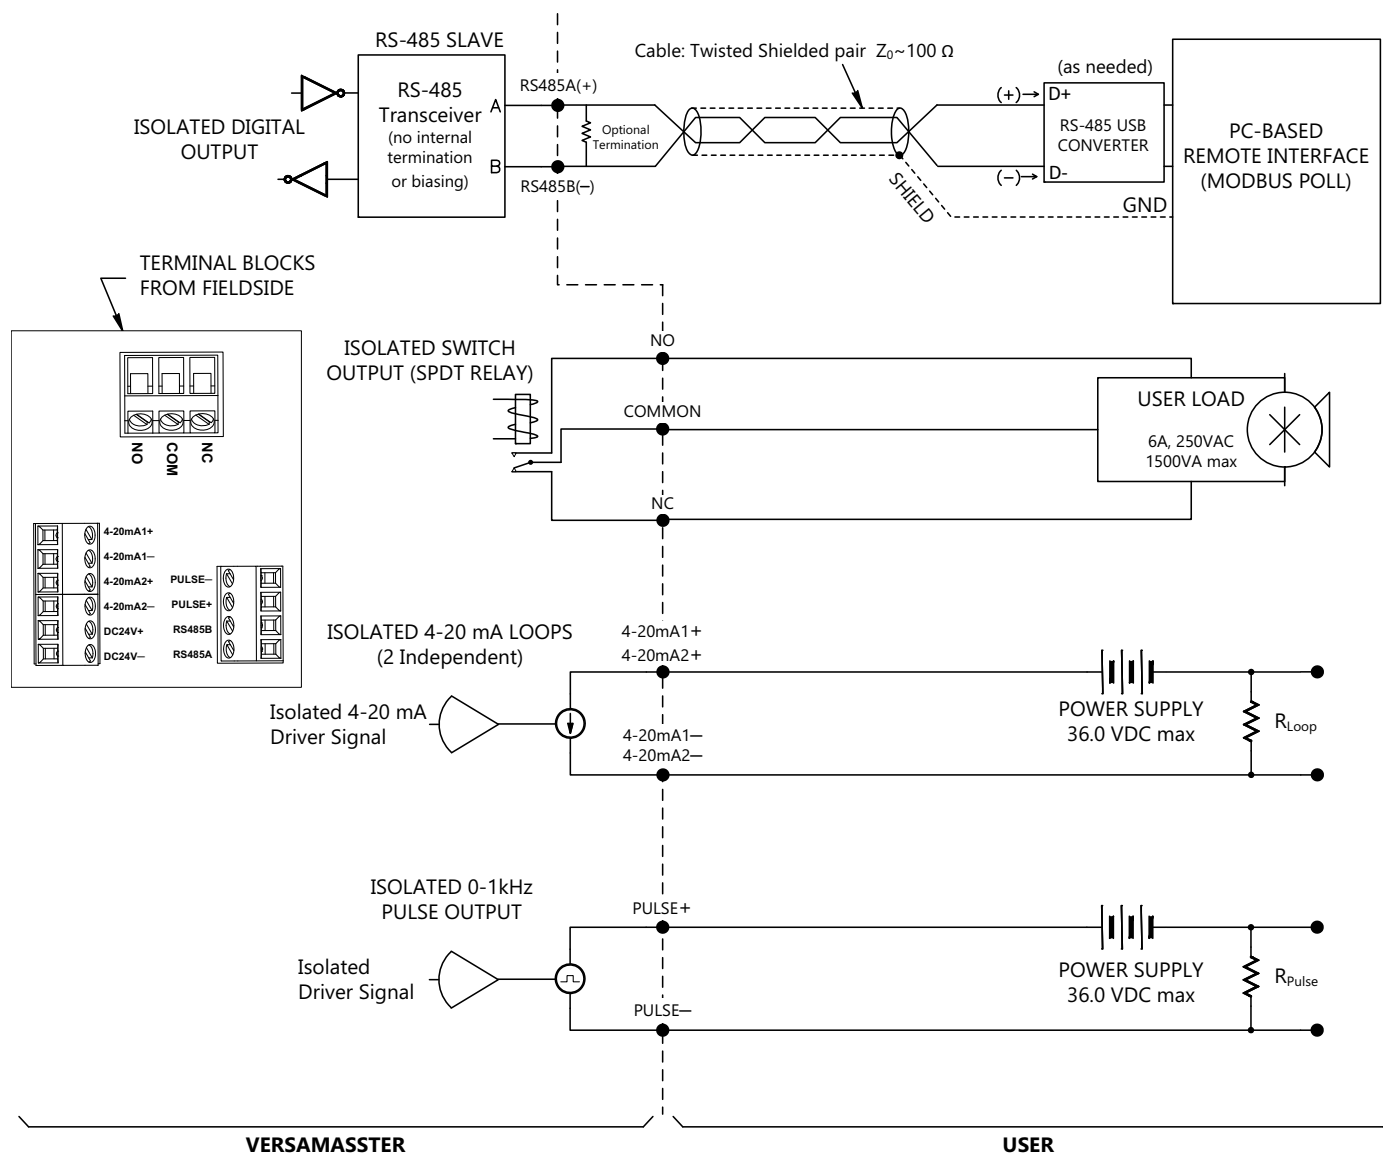 RS-485 SLAVE
RS-485
Transceiver
(no internal
termination
or biasing)
A
B
ISOLATED DIGITAL
OUTPUT
RS485A(+)
RS485B(−)
Optional
Termination
Cable: Twisted Shielded pair Z₀~100 Ω
SHIELD
(as needed)
(+)→
D+
RS-485 USB
CONVERTER
(−)→
D-
GND
PC-BASED
REMOTE INTERFACE
(MODBUS POLL)
TERMINAL BLOCKS
FROM FIELDSIDE
NO
COM
NC
4-20mA1+
4-20mA1−
4-20mA2+
4-20mA2−
DC24V+
DC24V−
PULSE−
PULSE+
RS485B
RS485A
ISOLATED SWITCH
OUTPUT (SPDT RELAY)
NO
COMMON
NC
USER LOAD
6A, 250VAC
1500VA max
ISOLATED 4-20 mA LOOPS
(2 Independent)
4-20mA1+
4-20mA2+
Isolated 4-20 mA
Driver Signal
4-20mA1−
4-20mA2−
POWER SUPPLY
36.0 VDC max
RLoop
ISOLATED 0-1kHz
PULSE OUTPUT
PULSE+
Isolated
Driver Signal
PULSE−
POWER SUPPLY
36.0 VDC max
RPulse
VERSAMASSTER
USER